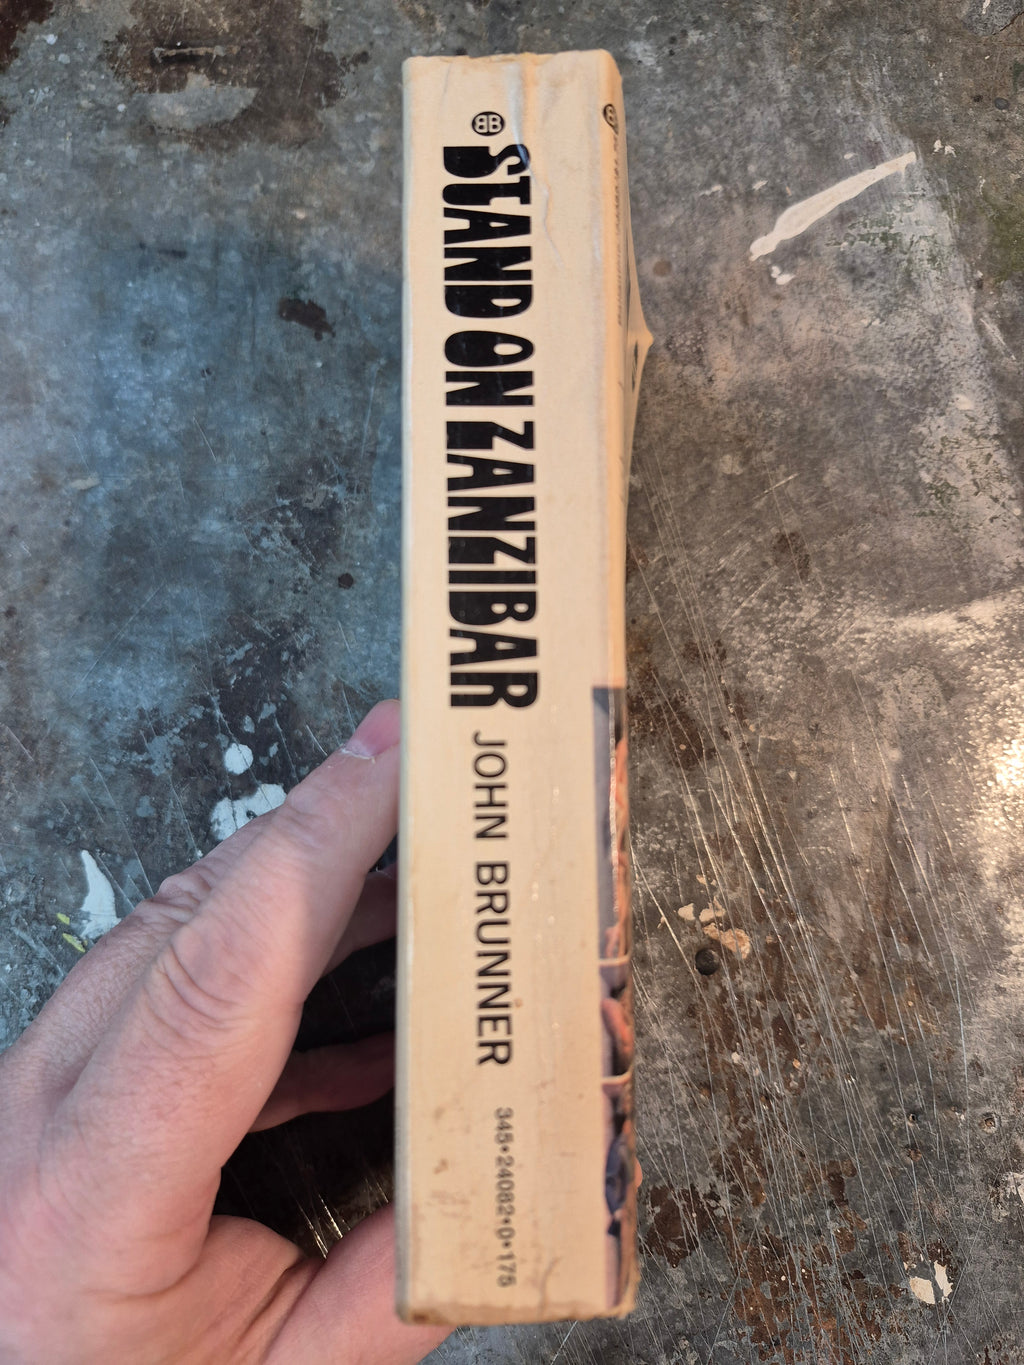 BB
STAND ON ZANZIBAR
JOHN BRUNNER
345•24082•0•175